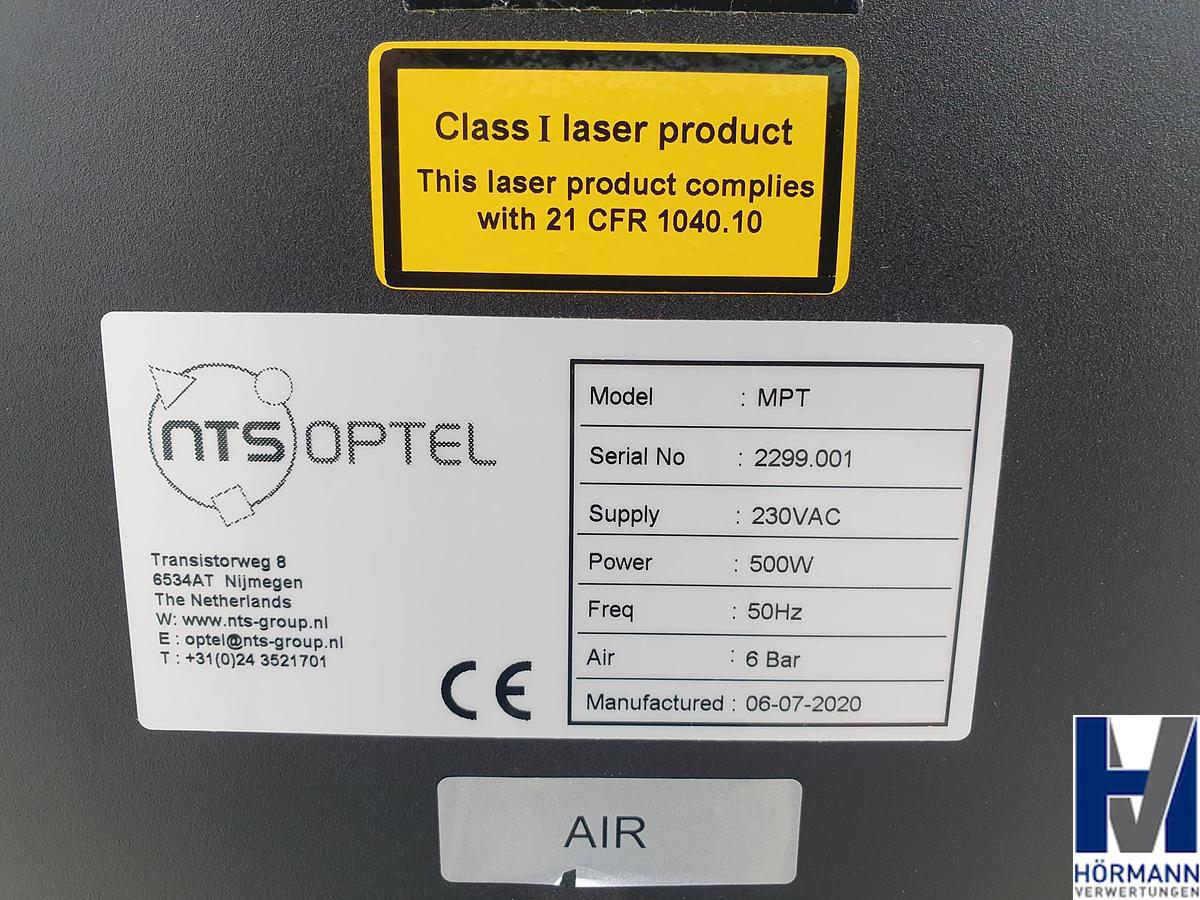 Class I laser product
This laser product complies
with 21 CFR 1040.10
nTS OPTEL
Transistorweg 8
6534AT Nijmegen
The Netherlands
W: www.nts-group.nl
E : optel@nts-group.nl
T : +31(0)24 3521701
CE
Model : MPT
Serial No : 2299.001
Supply : 230VAC
Power : 500W
Freq : 50Hz
Air : 6 Bar
Manufactured : 06-07-2020
AIR
HÖRMANN
VERWERTUNGEN